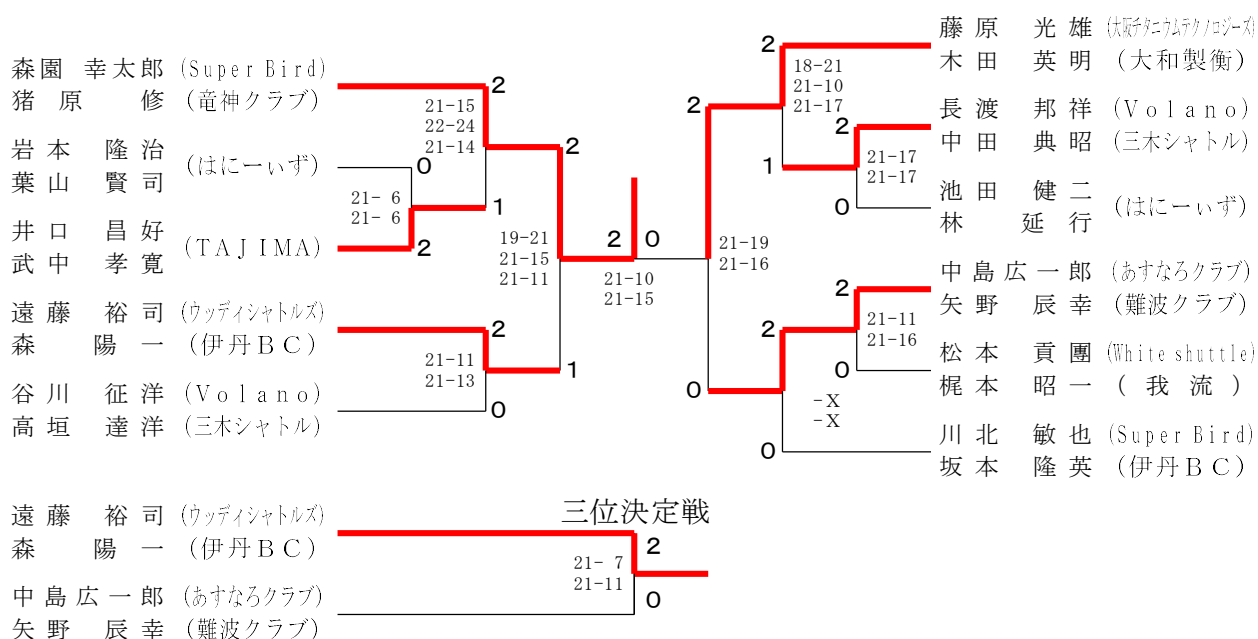 森園 幸太郎 (Super Bird)
猪原 修 (竜神クラブ)
岩本 隆治
(はにーいず)
葉山 賢司
井口 昌好
(TAJIMA)
武中 孝寛
遠藤 裕司 (ウッディシャトルズ)
森 陽一 (伊丹BC)
谷川 征洋 (Volano)
高垣 達洋 (三木シャトル)
2
21-15
22-24
21-14
0
21- 6
21- 6
2
1
2
19-21
21-15
21-11
2
21-11
21-13
0
1
2 0
21-10
21-15
藤原 光雄 (大阪チタニウムテクノロジーズ)
木田 英明 (大和製衡)
長渡 邦祥 (Volano)
中田 典昭 (三木シャトル)
池田 健二
(はにーいず)
林 延行
中島広一郎 (あすなろクラブ)
矢野 辰幸 (難波クラブ)
松本 貢團 (White shuttle)
梶本 昭一 (我流)
川北 敏也 (Super Bird)
坂本 隆英 (伊丹BC)
2
18-21
21-10
21-17
2
2
21-17
21-17
1
0
21-19
21-16
2
21-11
21-16
2
0
0
-X
-X
0
三位決定戦
遠藤 裕司 (ウッディシャトルズ)
森 陽一 (伊丹BC)
中島広一郎 (あすなろクラブ)
矢野 辰幸 (難波クラブ)
2
21- 7
21-11
0